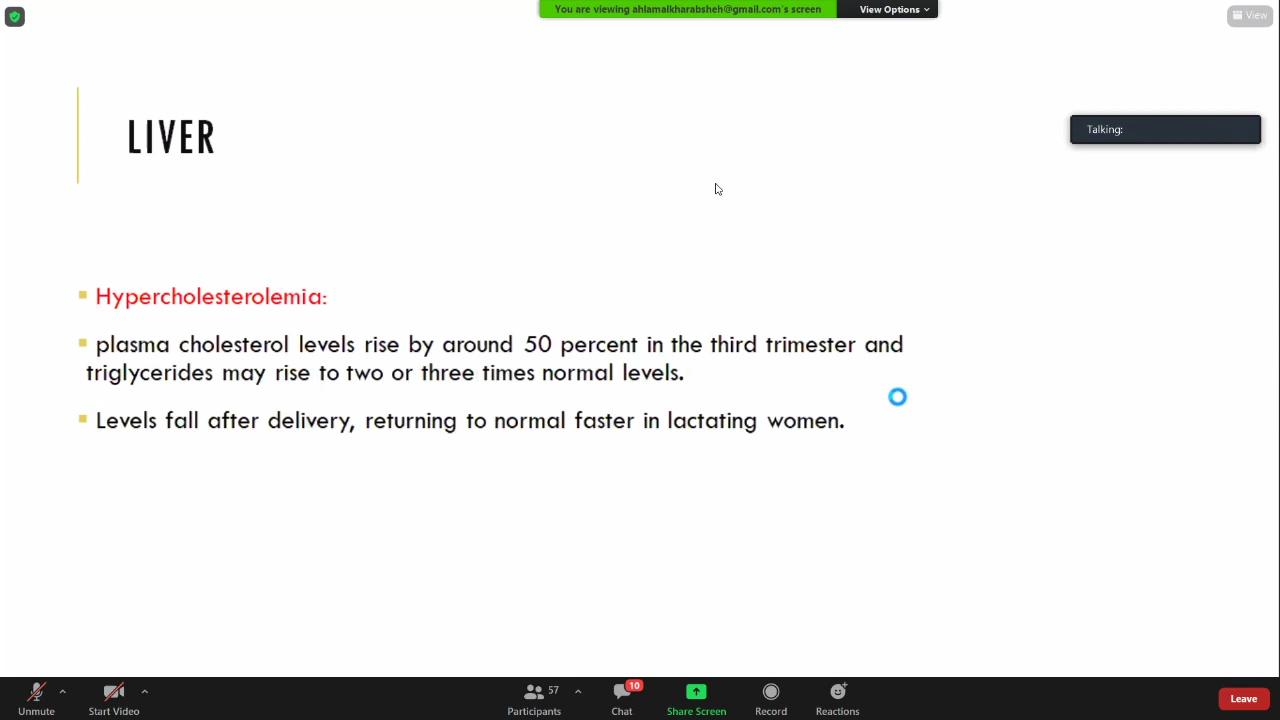 You are viewing ahlamalkharabsheh@gmail.com's screen
View Options
View
LIVER
Talking:
Hypercholesterolemia:
plasma cholesterol levels rise by around 50 percent in the third trimester and
triglycerides may rise to two or three times normal levels.
Levels fall after delivery, returning to normal faster in lactating women.
57
10
Unmute
Start Video
Participants
Chat
Share Screen
Record
Reactions
Leave